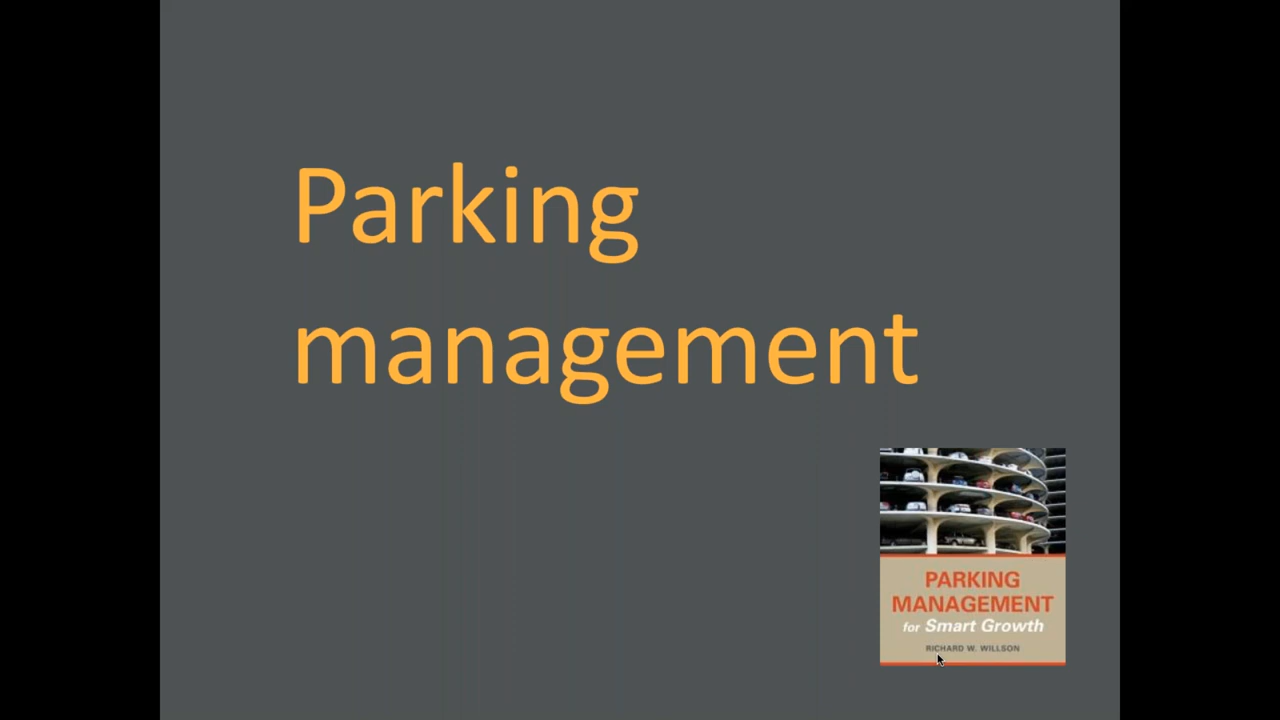 Parking
management
PARKING
MANAGEMENT
for Smart Growth
RICHARD W. WILLSON